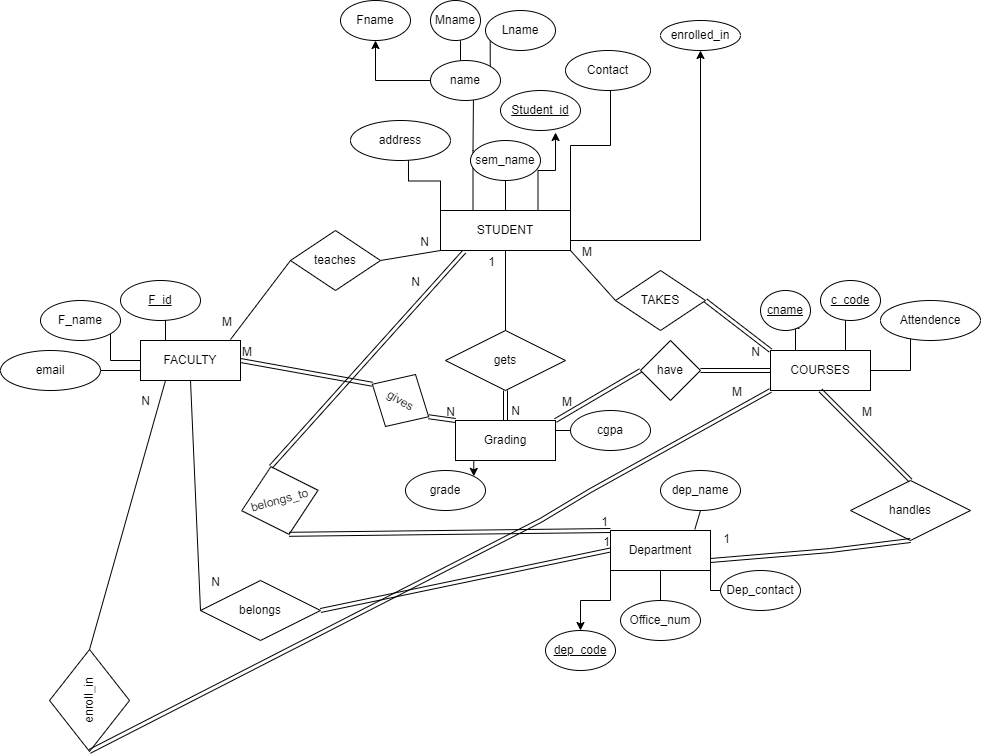 Fname
Mname
Lname
enrolled_in
name
Contact
Student_id
address
sem_name
STUDENT
N
M
teaches
1
N
F_id
TAKES
cname
c_code
F_name
M
Attendence
M
FACULTY
N
email
gets
have
COURSES
N
gives
M
M
N
N
M
cgpa
Grading
grade
dep_name
belongs_to
handles
1
1
1
Department
N
belongs
Dep_contact
Office_num
dep_code
enroll_in